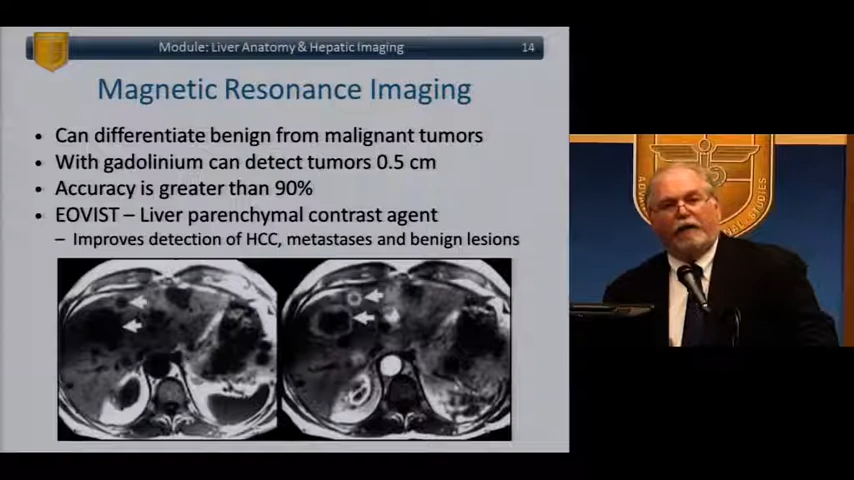 Module: Liver Anatomy & Hepatic Imaging 14
Magnetic Resonance Imaging
• Can differentiate benign from malignant tumors
• With gadolinium can detect tumors 0.5 cm
• Accuracy is greater than 90%
• EOVIST – Liver parenchymal contrast agent
– Improves detection of HCC, metastases and benign lesions
STUDIES